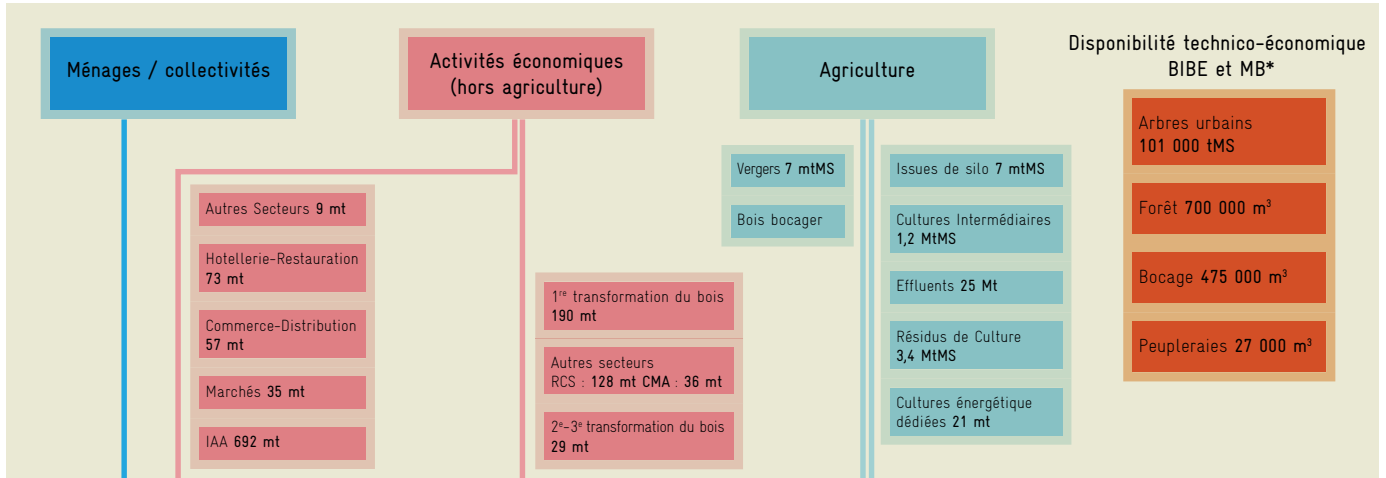 Ménages / collectivités
Activités économiques
(hors agriculture)
Agriculture
Disponibilité technico-économique
BIBE et MB*
Autres Secteurs 9 mt
Hotellerie-Restauration
73 mt
Commerce-Distribution
57 mt
Marchés 35 mt
IAA 692 mt
1re transformation du bois
190 mt
Autres secteurs
RCS : 128 mt CMA : 36 mt
2e-3e transformation du bois
29 mt
Vergers 7 mtMS
Bois bocager
Issues de silo 7 mtMS
Cultures Intermédiaires
1,2 MtMS
Effluents 25 Mt
Résidus de Culture
3,4 MtMS
Cultures énergétique
dédiées 21 mt
Arbres urbains
101 000 tMS
Forêt 700 000 m³
Bocage 475 000 m³
Peupleraies 27 000 m³